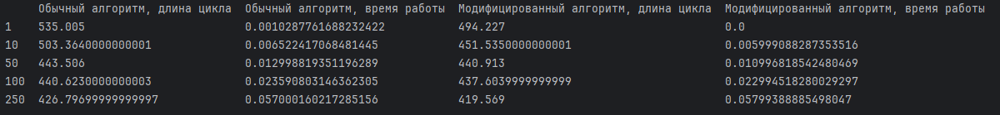 Обычный алгоритм, длина цикла Обычный алгоритм, время работы Модифицированный алгоритм, длина цикла Модифицированный алгоритм, время работы
1 535.005 0.0010287761688232422 494.227 0.0
10 503.3640000000001 0.006522417068481445 451.5350000000001 0.005999088287353516
50 443.506 0.012998819351196289 440.913 0.010996818542480469
100 440.6230000000003 0.023590803146362305 437.6039999999999 0.022994518280029297
250 426.79699999999997 0.057000160217285156 419.569 0.05799388885498047